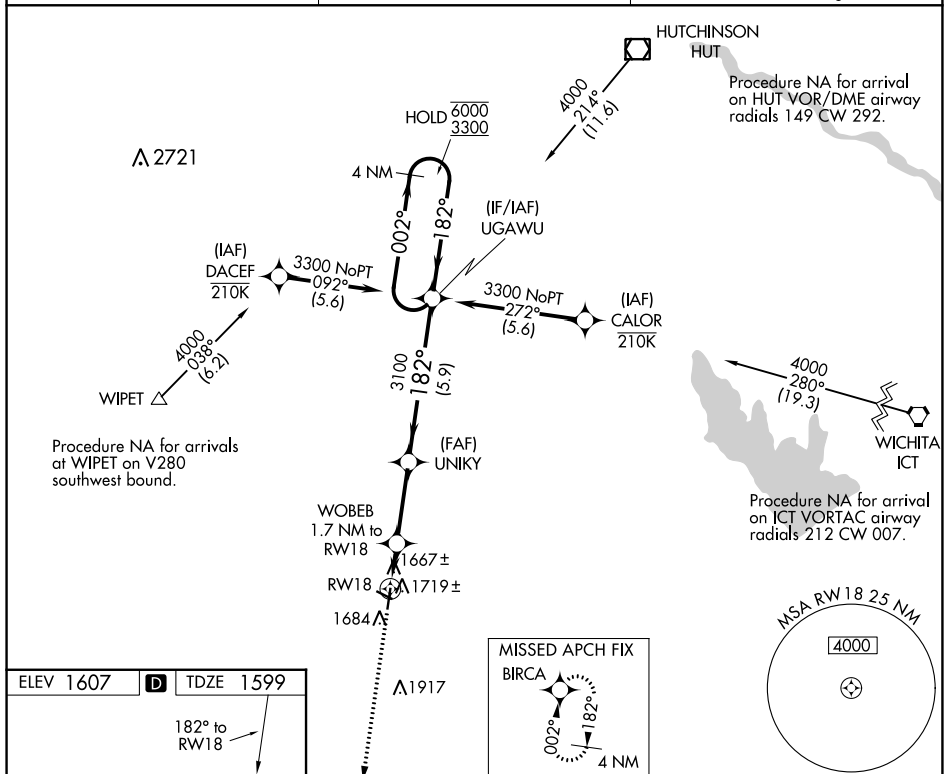 HUTCHINSON
HUT
Procedure NA for arrival
on HUT VOR/DME airway
radials 149 CW 292.
4000
214°
(11.6)
HOLD 6000
3300
2721
4 NM
002°
182°
(IF/IAF)
UGAWU
(IAF)
DACEF
210K
3300 NoPT
092°
(5.6)
3300 NoPT
272°
(5.6)
(IAF)
CALOR
210K
4000
038°
(6.2)
WIPET
3100
182°
(5.9)
4000
280°
(19.3)
WICHITA
ICT
Procedure NA for arrivals
at WIPET on V280
southwest bound.
(FAF)
UNIKY
Procedure NA for arrival
on ICT VORTAC airway
radials 212 CW 007.
WOBEB
1.7 NM to
RW18
1667±
RW18
1719±
1684
MSA RW18 25 NM
4000
MISSED APCH FIX
BIRCA
002°
182°
4 NM
1917
ELEV 1607
D
TDZE 1599
182° to
RW18